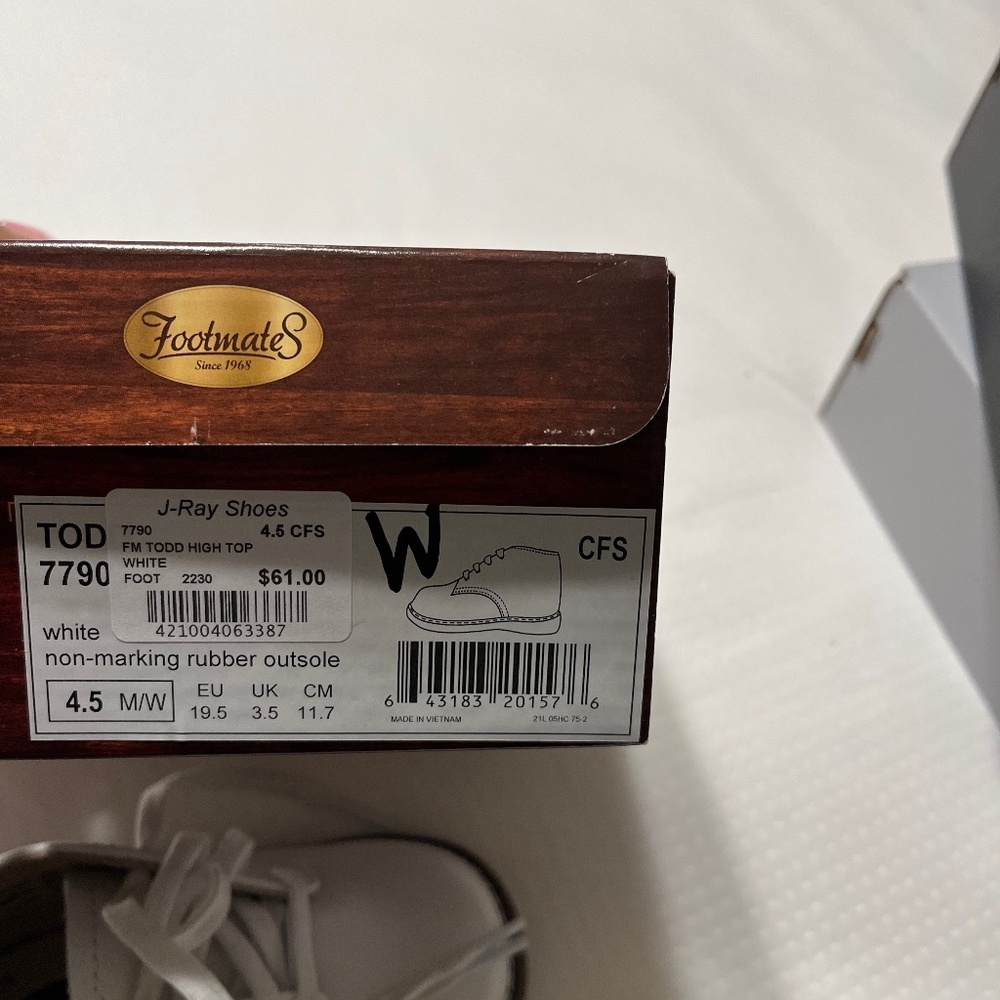 FootmateS
Since 1968
TOD
7790
J-Ray Shoes
7790 4.5 CFS
FM TODD HIGH TOP
WHITE
FOOT 2230 $61.00
421004063387
W
CFS
white
non-marking rubber outsole
4.5 M/W
EU UK CM
19.5 3.5 11.7
6 43183 20157 6
MADE IN VIETNAM 21L 05HC 75-2